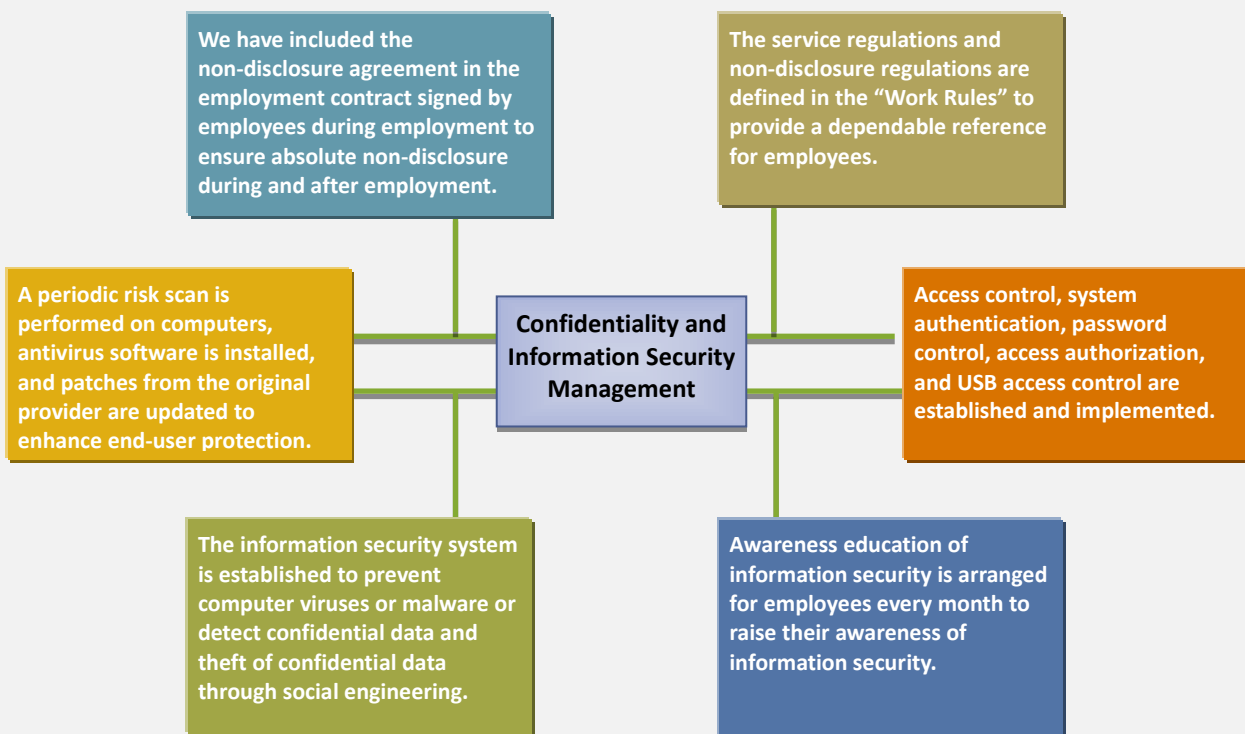 We have included the
non-disclosure agreement in the
employment contract signed by
employees during employment to
ensure absolute non-disclosure
during and after employment.
The service regulations and
non-disclosure regulations are
defined in the “Work Rules” to
provide a dependable reference
for employees.
A periodic risk scan is
performed on computers,
antivirus software is installed,
and patches from the original
provider are updated to
enhance end-user protection.
Confidentiality and
Information Security
Management
Access control, system
authentication, password
control, access authorization,
and USB access control are
established and implemented.
The information security system
is established to prevent
computer viruses or malware or
detect confidential data and
theft of confidential data
through social engineering.
Awareness education of
information security is arranged
for employees every month to
raise their awareness of
information security.